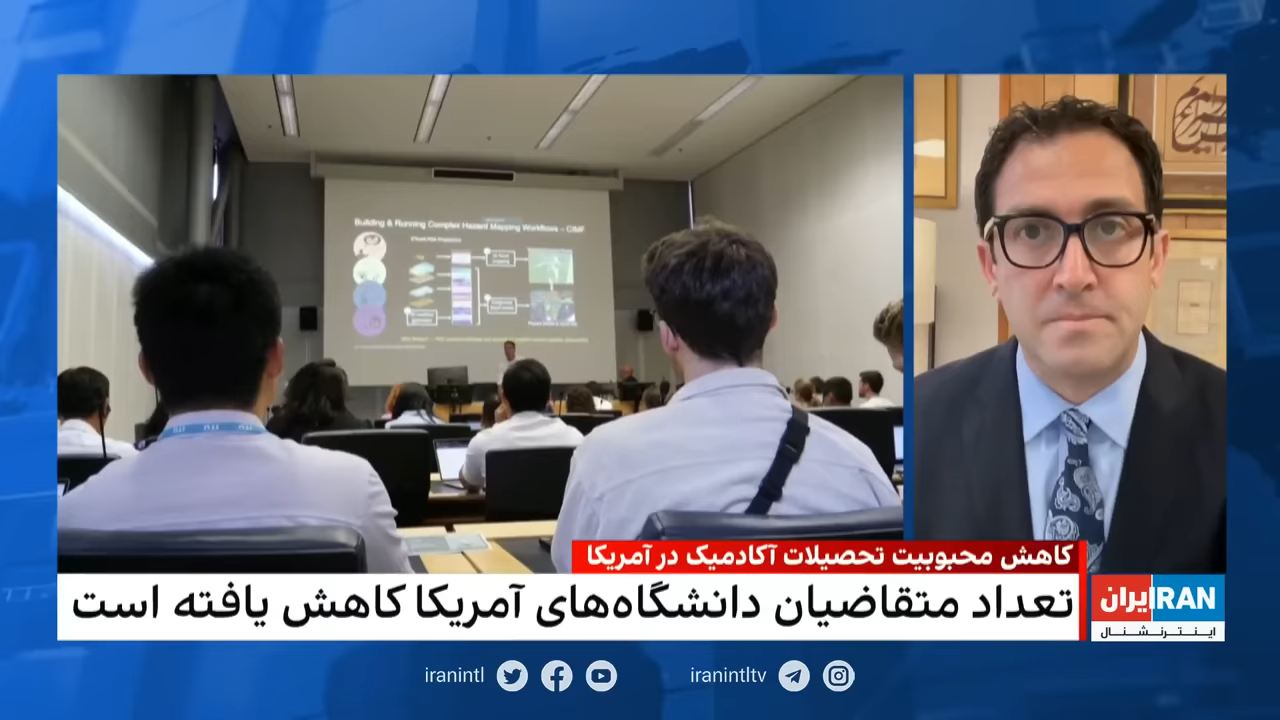 Building & Running Complex Hazard Mapping Workflows – CIMF
کاهش محبوبیت تحصیلات آکادمیک در آمریکا
تعداد متقاضیان دانشگاه‌های آمریکا کاهش یافته است
ایران IRAN
اینترنشنال
iranintl
iranintltv